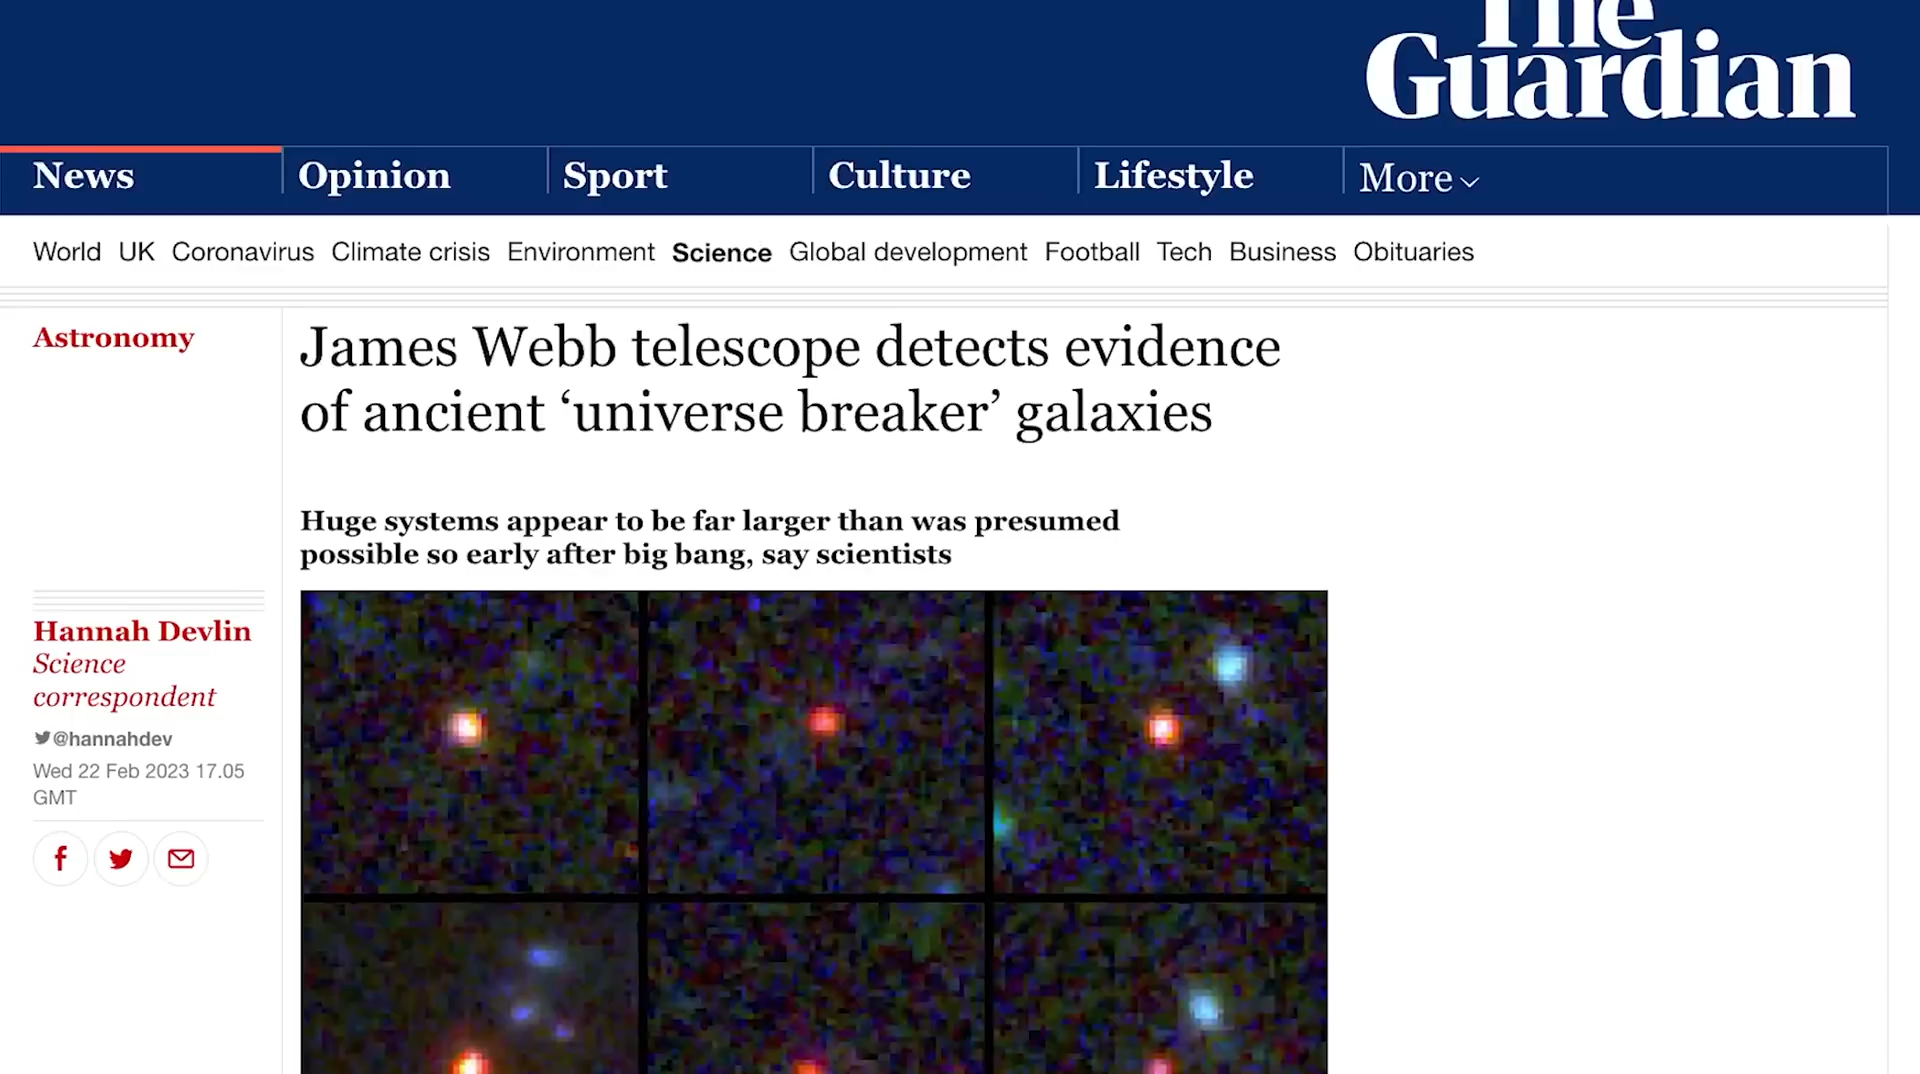 The
Guardian
News Opinion Sport Culture Lifestyle More
World UK Coronavirus Climate crisis Environment Science Global development Football Tech Business Obituaries
Astronomy
James Webb telescope detects evidence
of ancient ‘universe breaker’ galaxies
Huge systems appear to be far larger than was presumed
possible so early after big bang, say scientists
Hannah Devlin
Science
correspondent
@hannahdev
Wed 22 Feb 2023 17.05
GMT